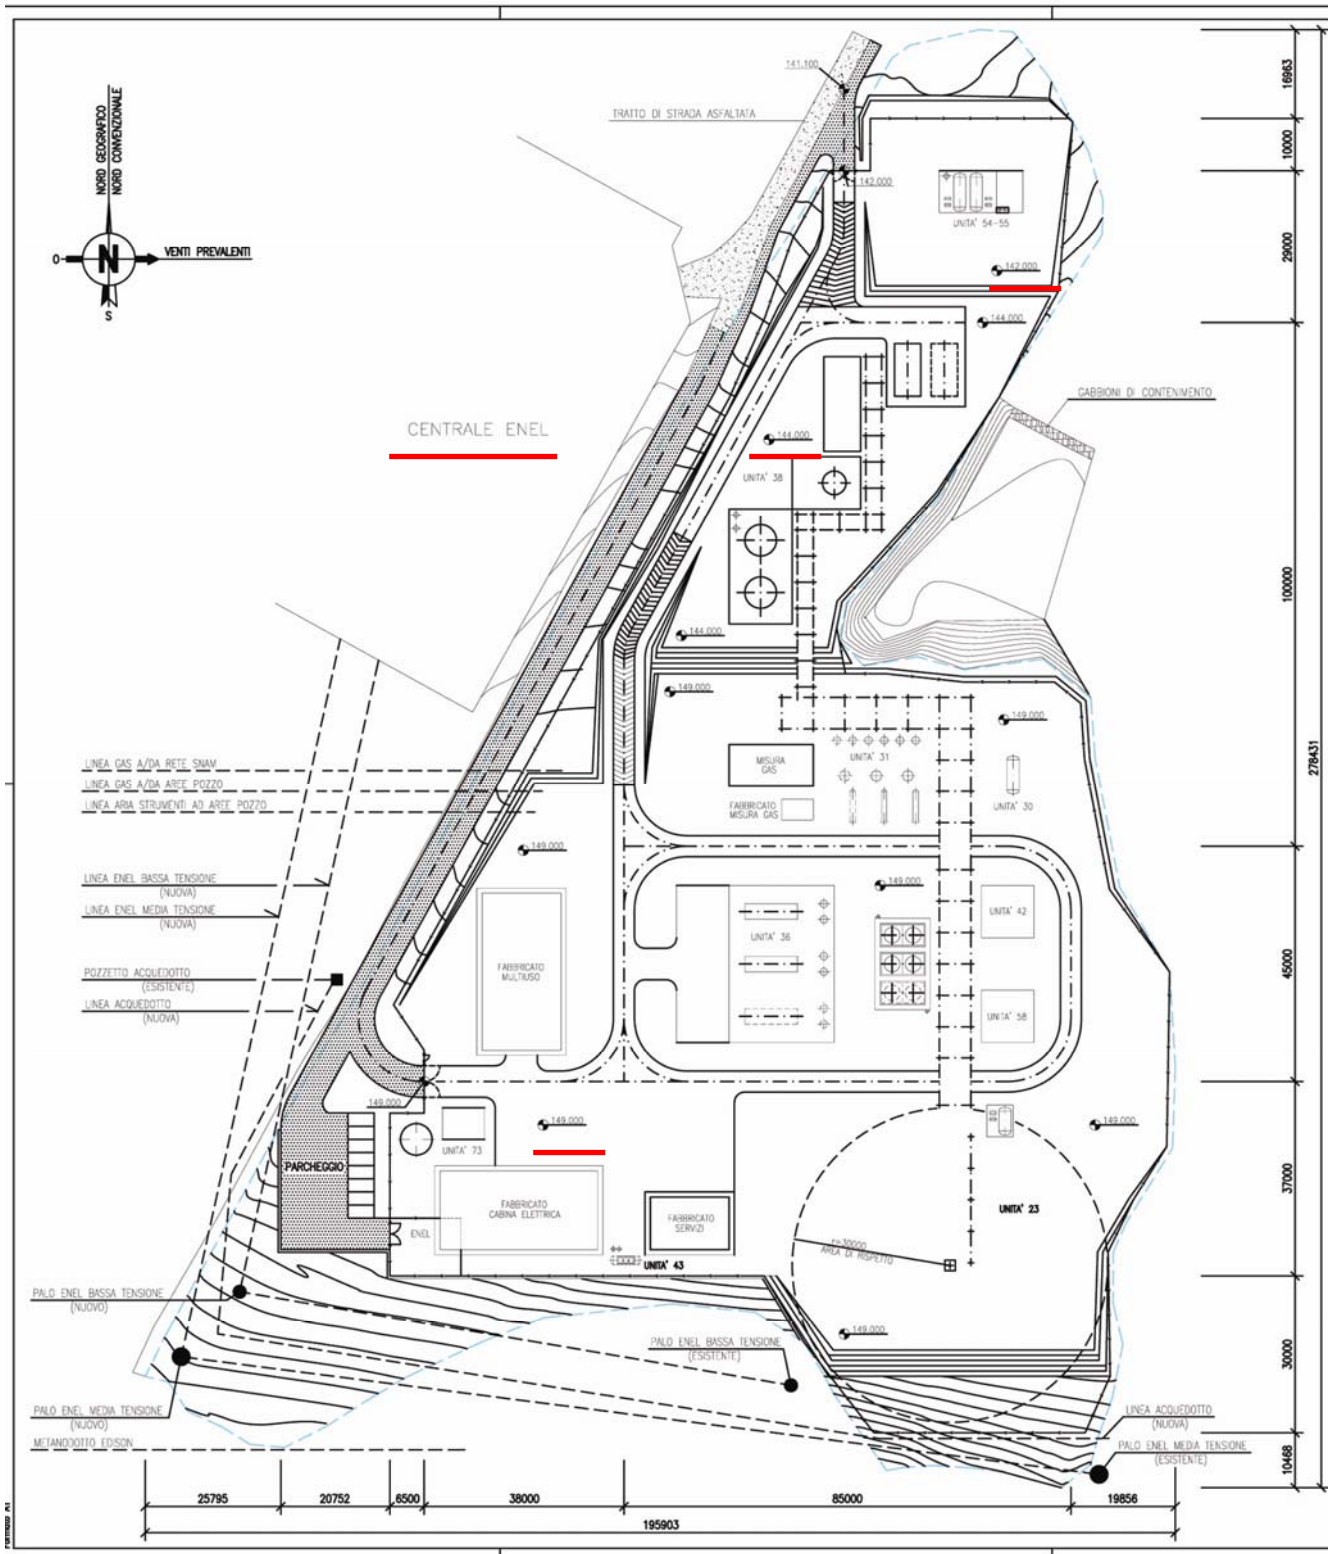 141.100
TRATTO DI STRADA ASFALTATA
NORD GEOGRAFICO
NORD CONVENZIONALE
142.000
UNITA' 54-55
O
N
VENTI PREVALENTI
S
142.000
144.000
GABBIONI DI CONTENIMENTO
CENTRALE ENEL
144.000
UNITA' 38
144.000
149.000
149.000
LINEA GAS A/DA RETE SNAM
LINEA GAS A/DA AREE POZZO
LINEA ARIA STRUMENTI AD AREE POZZO
MISURA
GAS
UNITA' 31
FABBRICATO
MISURA GAS
UNITA' 30
149.000
LINEA ENEL BASSA TENSIONE
(NUOVA)
LINEA ENEL MEDIA TENSIONE
(NUOVA)
149.000
UNITA' 42
UNITA' 36
FABBRICATO
MULTIUSO
POZZETTO ACQUEDOTTO
(ESISTENTE)
LINEA ACQUEDOTTO
(NUOVA)
UNITA' 58
149.000
149.000
149.000
UNITA' 73
PARCHEGGIO
FABBRICATO
CABINA ELETTRICA
FABBRICATO
SERVIZI
UNITA' 23
ENEL
r=30000
AREA DI RISPETTO
UNITA' 43
PALO ENEL BASSA TENSIONE
(NUOVO)
149.000
PALO ENEL BASSA TENSIONE
(ESISTENTE)
PALO ENEL MEDIA TENSIONE
(NUOVO)
LINEA ACQUEDOTTO
(NUOVA)
METANODOTTO EDISON
PALO ENEL MEDIA TENSIONE
(ESISTENTE)
16963
10000
29000
100000
45000
37000
30000
10468
278431
25795
20752
6500
38000
85000
19856
195903